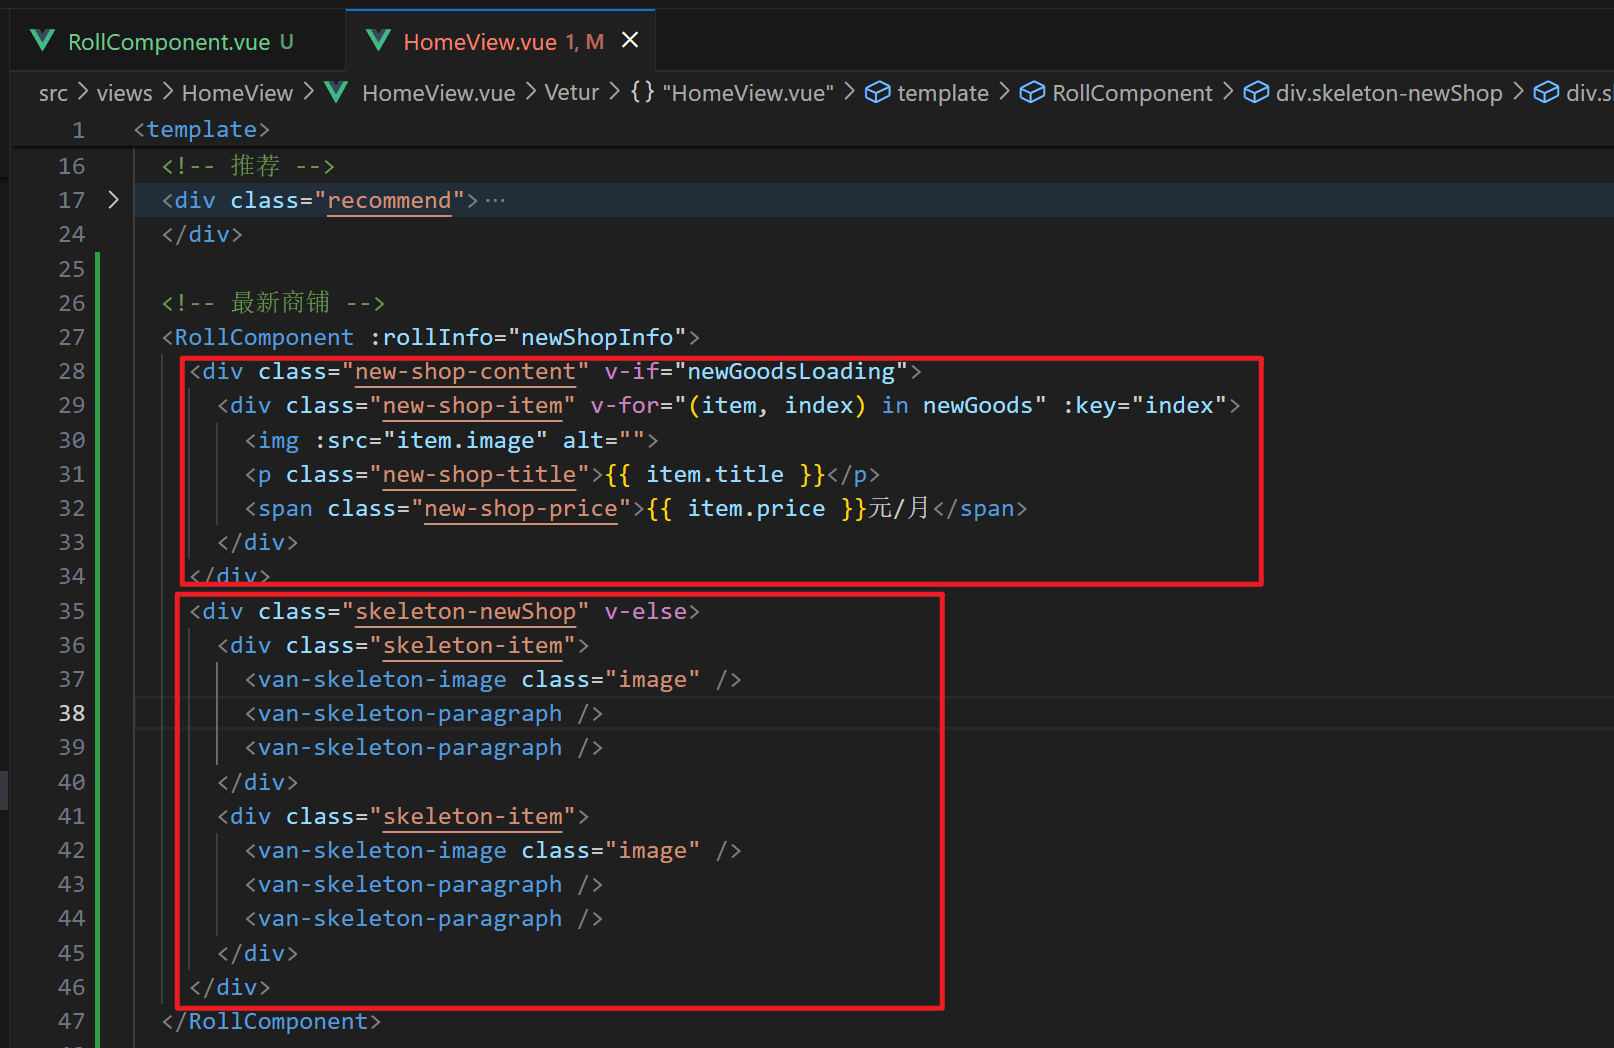 RollComponent.vue U
HomeView.vue 1, M
src > views > HomeView > HomeView.vue > Vetur > {} "HomeView.vue" > template > RollComponent > div.skeleton-newShop > div.s
1 <template>
16 <!-- 推荐 -->
17 <div class="recommend">···
24 </div>
25
26 <!-- 最新商铺 -->
27 <RollComponent :rollInfo="newShopInfo">
28 <div class="new-shop-content" v-if="newGoodsLoading">
29 <div class="new-shop-item" v-for="(item, index) in newGoods" :key="index">
30 <img :src="item.image" alt="">
31 <p class="new-shop-title">{{ item.title }}</p>
32 <span class="new-shop-price">{{ item.price }}元/月</span>
33 </div>
34 </div>
35 <div class="skeleton-newShop" v-else>
36 <div class="skeleton-item">
37 <van-skeleton-image class="image" />
38 <van-skeleton-paragraph />
39 <van-skeleton-paragraph />
40 </div>
41 <div class="skeleton-item">
42 <van-skeleton-image class="image" />
43 <van-skeleton-paragraph />
44 <van-skeleton-paragraph />
45 </div>
46 </div>
47 </RollComponent>